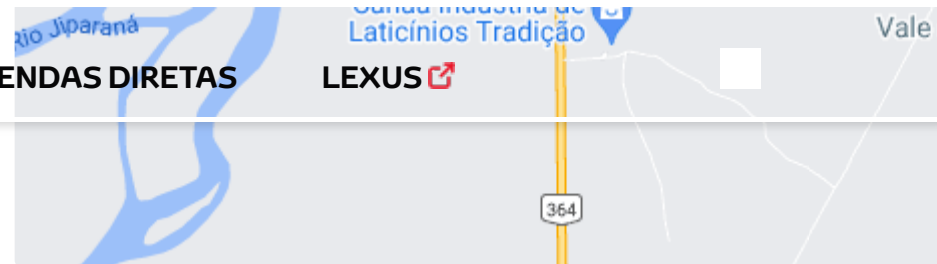 Rio Jiparaná
Laticínios Tradição
Vale
ENDAS DIRETAS
LEXUS
364